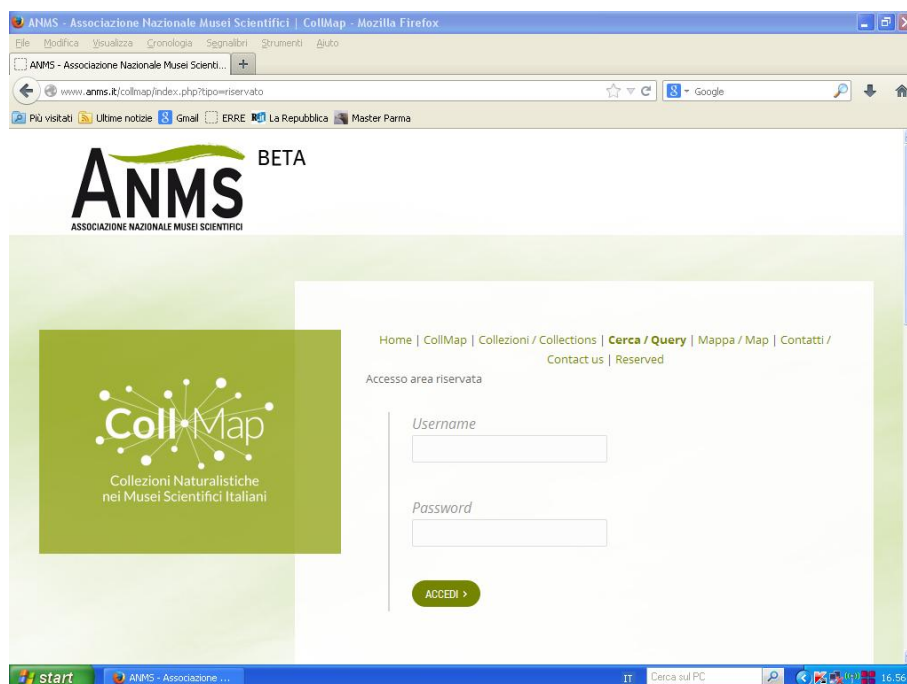 ANMS - Associazione Nazionale Musei Scientifici | CollMap - Mozilla Firefox
File Modifica Visualizza Cronologia Segnalibri Strumenti Aiuto
ANMS - Associazione Nazionale Musei Scienti... +
www.anms.it/collmap/index.php?tipo=riservato
8 Google
Più visitati Ultime notizie 8 Gmail ERRE R La Repubblica Master Parma
ANMS BETA
ASSOCIAZIONE NAZIONALE MUSEI SCIENTIFICI
Home | CollMap | Collezioni / Collections | Cerca / Query | Mappa / Map | Contatti /
Contact us | Reserved
Accesso area riservata
Username
Password
ACCEDI >
Coll Map
Collezioni Naturalistiche
nei Musei Scientifici Italiani
start ANMS - Associazione ... IT Cerca sul PC 16.56